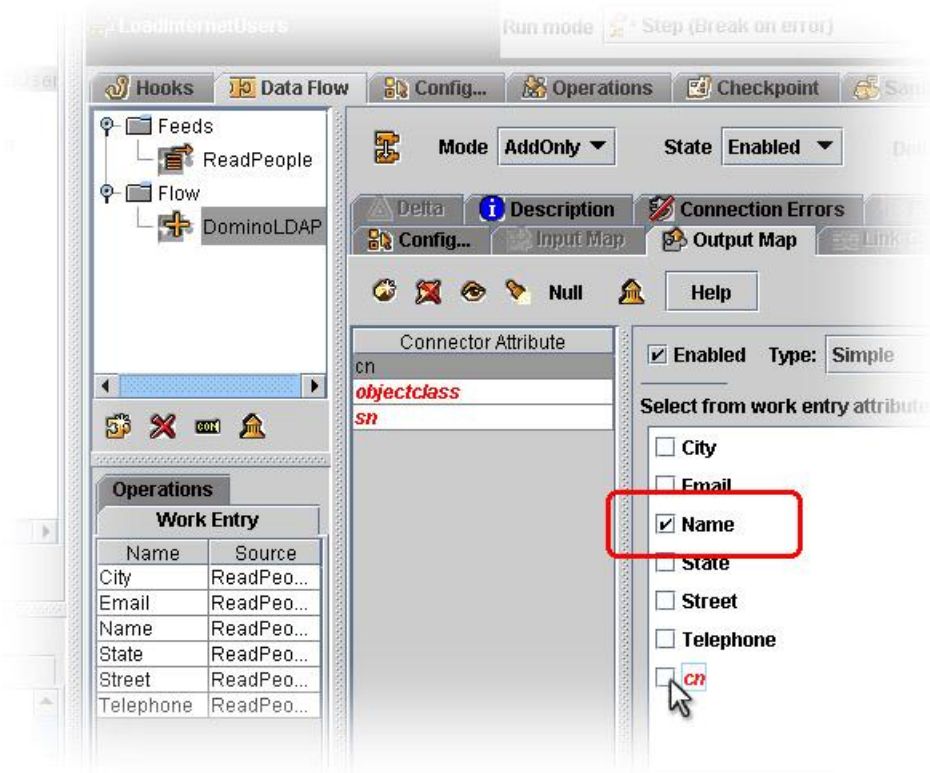 LoadInternetUsers
Run mode
Step (Break on error)
Hooks
Data Flow
Config...
Operations
Checkpoint
Feeds
ReadPeople
Flow
DominoLDAP
Mode AddOnly
State Enabled
Delta
Description
Connection Errors
Config...
Input Map
Output Map
Null
Help
Connector Attribute
cn
objectclass
sn
Enabled Type: Simple
Select from work entry attribute
City
Email
Name
State
Street
Telephone
cn
CON
Operations
Work Entry
Name Source
City ReadPeo...
Email ReadPeo...
Name ReadPeo...
State ReadPeo...
Street ReadPeo...
Telephone ReadPeo...